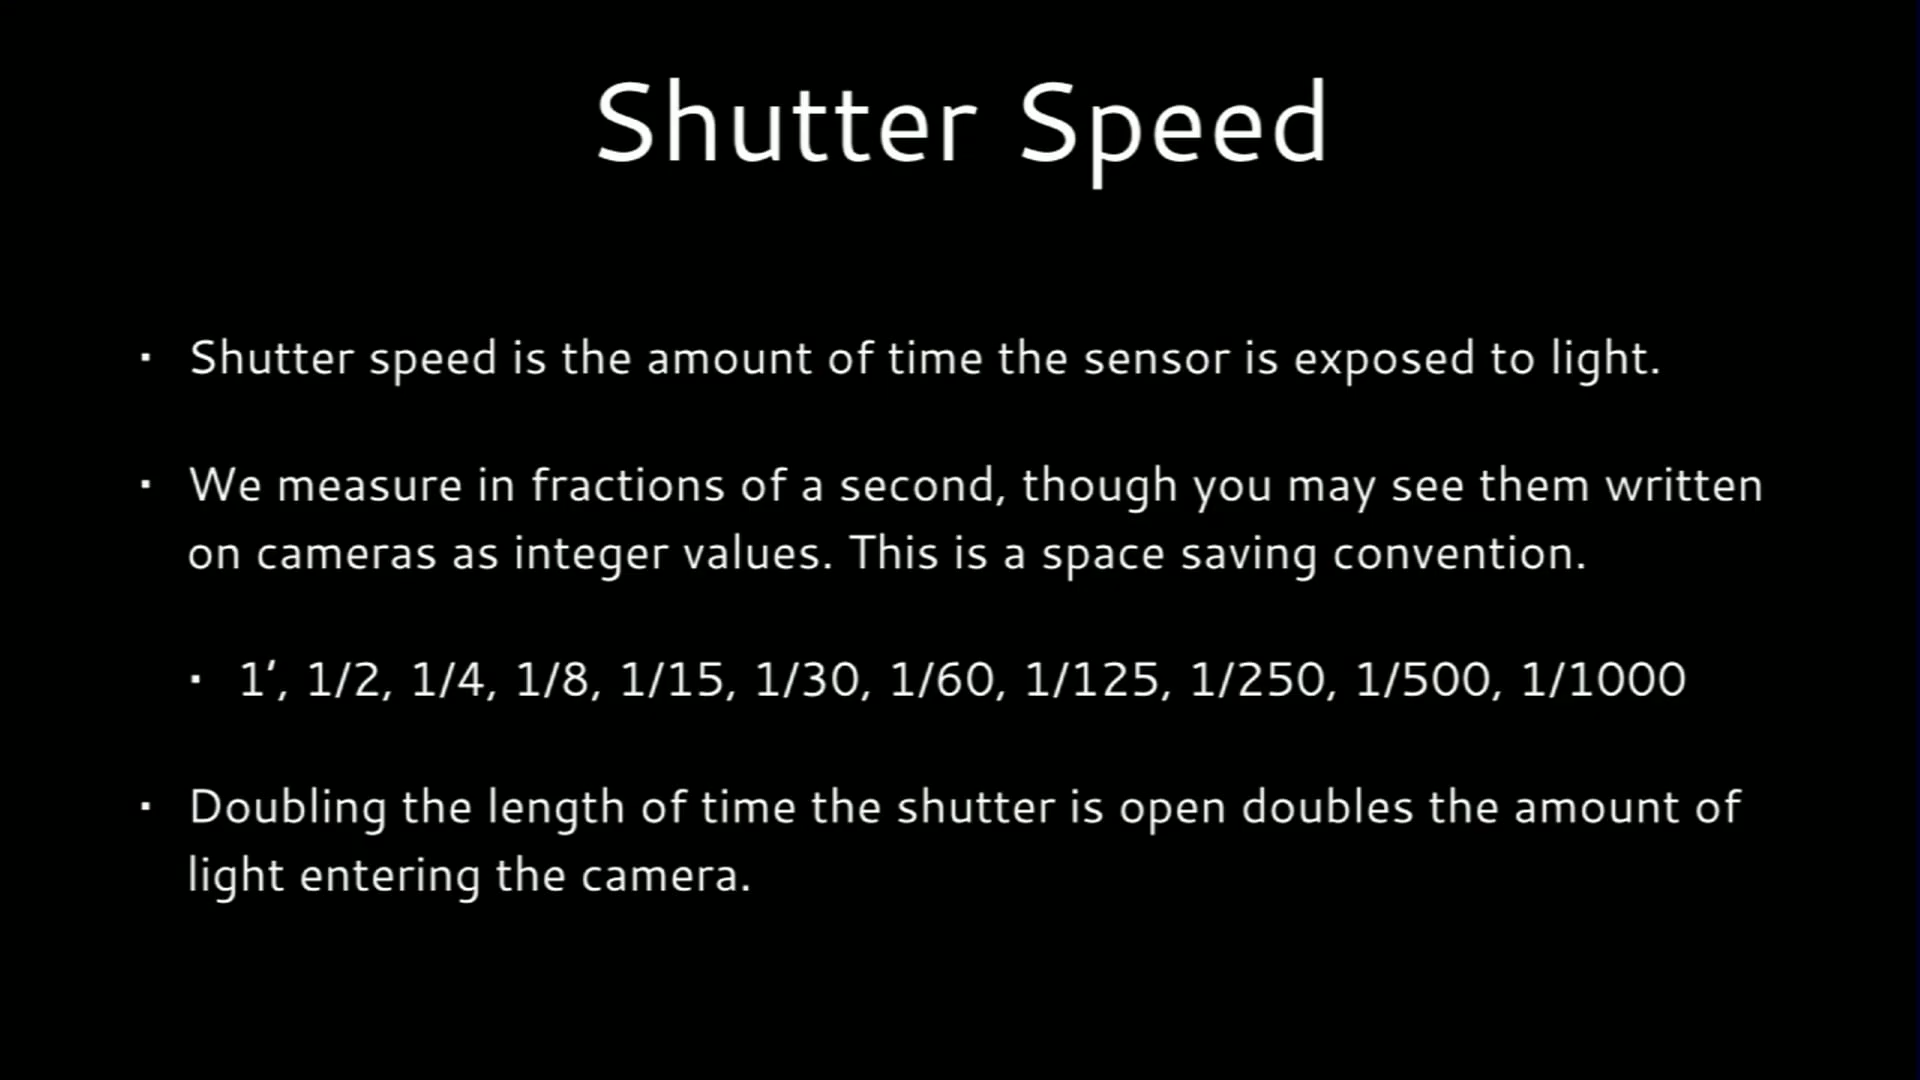 Shutter Speed
▪ Shutter speed is the amount of time the sensor is exposed to light.
▪ We measure in fractions of a second, though you may see them written
on cameras as integer values. This is a space saving convention.
▪ 1’, 1/2, 1/4, 1/8, 1/15, 1/30, 1/60, 1/125, 1/250, 1/500, 1/1000
▪ Doubling the length of time the shutter is open doubles the amount of
light entering the camera.